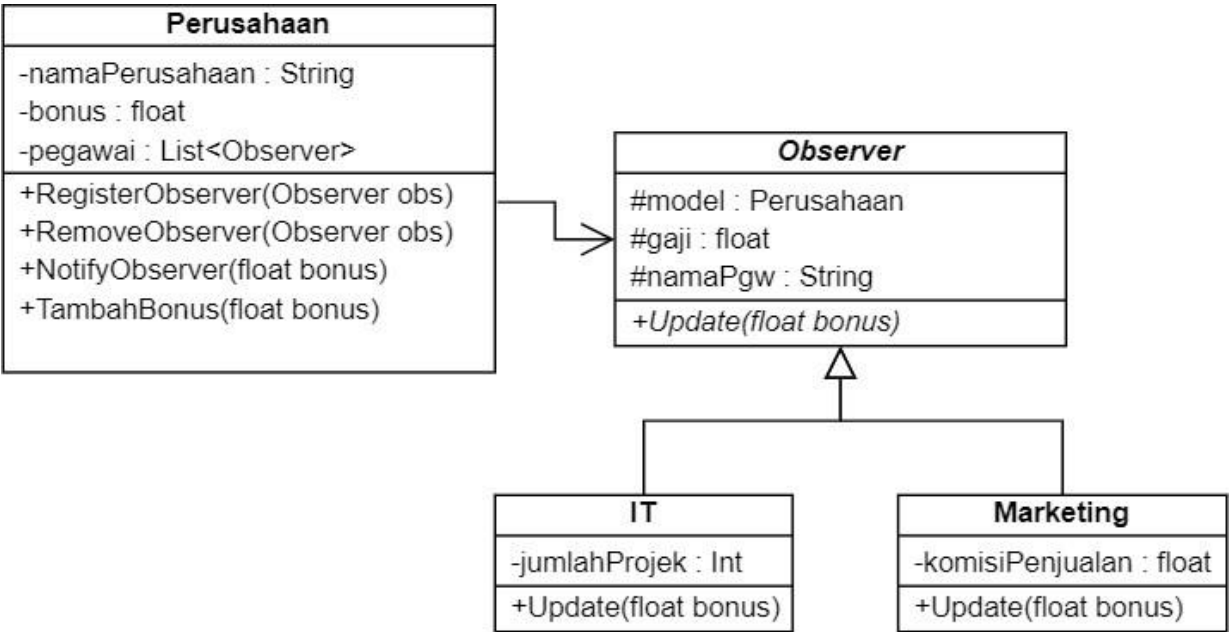 Perusahaan
-namaPerusahaan : String
-bonus : float
-pegawai : List<Observer>
+RegisterObserver(Observer obs)
+RemoveObserver(Observer obs)
+NotifyObserver(float bonus)
+TambahBonus(float bonus)
Observer
#model : Perusahaan
#gaji : float
#namaPgw : String
+Update(float bonus)
IT
-jumlahProjek : Int
+Update(float bonus)
Marketing
-komisiPenjualan : float
+Update(float bonus)